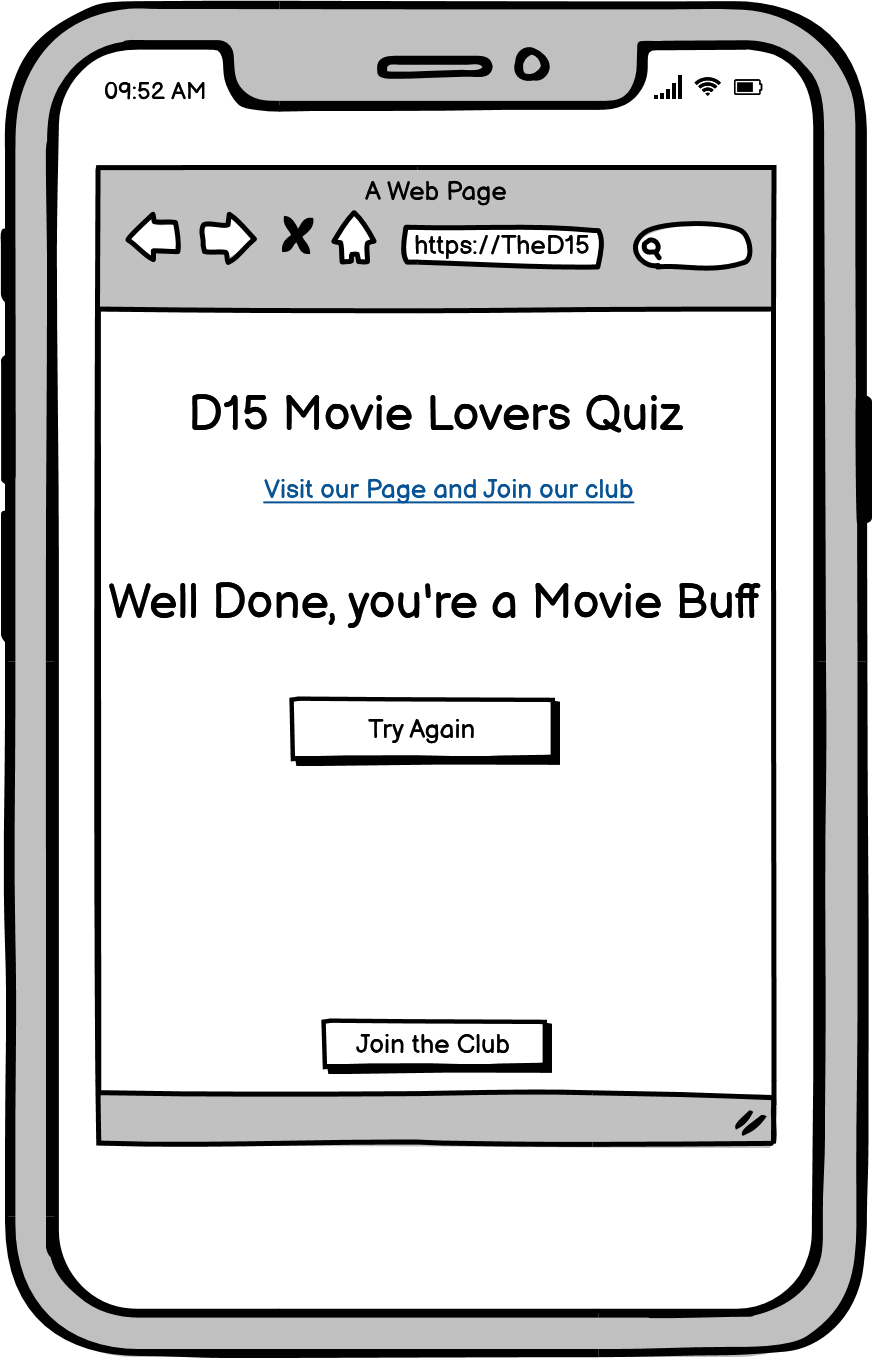 09:52 AM
A Web Page
https://TheD15
D15 Movie Lovers Quiz
Visit our Page and Join our club
Well Done, you're a Movie Buff
Try Again
Join the Club